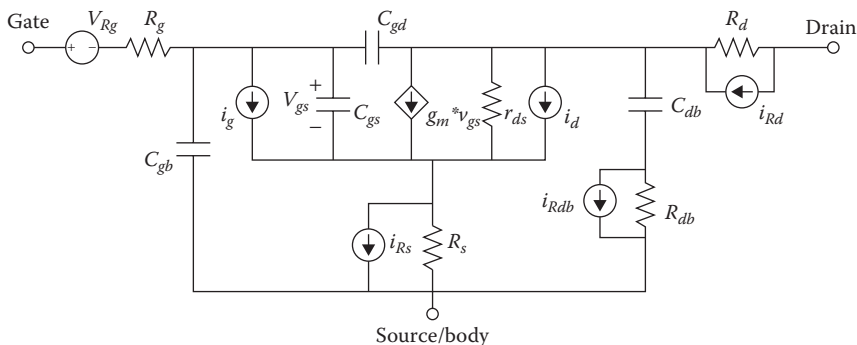 Gate
V_Rg
R_g
C_gd
R_d
Drain
+ −
i_g
V_gs
+
−
C_gs
g_m*v_gs
r_ds
i_d
C_db
i_Rd
C_gb
i_Rdb
R_db
i_Rs
R_s
Source/body